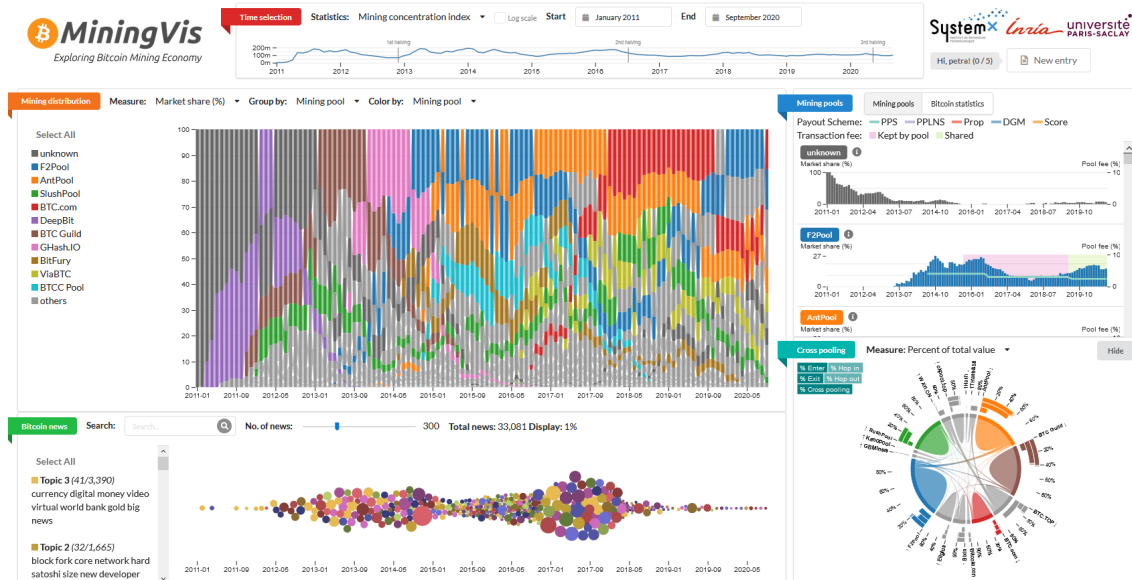 MiningVis
Exploring Bitcoin Mining Economy
Time selection Statistics: Mining concentration index Log scale Start January 2011 End September 2020
1st halving 2nd halving 3rd halving
200m
100m
0
2011 2012 2013 2014 2015 2016 2017 2018 2019 2020
SystemX Inria université PARIS-SACLAY
Hi, petra! (0 / 5) New entry
Mining distribution Measure: Market share (%) Group by: Mining pool Color by: Mining pool
Select All
unknown
F2Pool
AntPool
SlushPool
BTC.com
DeepBit
BTC Guild
GHash.IO
BitFury
ViaBTC
BTCC Pool
others
100
90
80
70
60
50
40
30
20
10
0
2011-01 2011-09 2012-05 2013-01 2013-09 2014-05 2015-01 2015-09 2016-05 2017-01 2017-09 2018-05 2019-01 2019-09 2020-05
Bitcoin news Search: Search... No. of news: 300 Total news: 33,081 Display: 1%
Select All
Topic 3 (41/3,390)
currency digital money video
virtual world bank gold big
news
Topic 2 (32/1,665)
block fork core network hard
satoshi size new developer
2011-01 2011-09 2012-05 2013-01 2013-09 2014-05 2015-01 2015-09 2016-05 2017-01 2017-09 2018-05 2019-01 2019-09 2020-05
Mining pools Mining pools Bitcoin statistics
Payout Scheme: PPS PPLNS Prop DGM Score
Transaction fee: Kept by pool Shared
unknown
Market share (%) Pool fee (%)
100 10
0 0
2011-01 2012-04 2013-07 2014-10 2016-01 2017-04 2018-07 2019-10
F2Pool
Market share (%) Pool fee (%)
27 10
0 0
2011-01 2012-04 2013-07 2014-10 2016-01 2017-04 2018-07 2019-10
AntPool
Market share (%) Pool fee (%)
10
Cross pooling Measure: Percent of total value Hide
% Enter % Hop in
% Exit % Hop out
% Cross pooling
BTC Guild
BTC.TOP
BTC.com
F2Pool
GBMiners
KanoPool
SlushPool